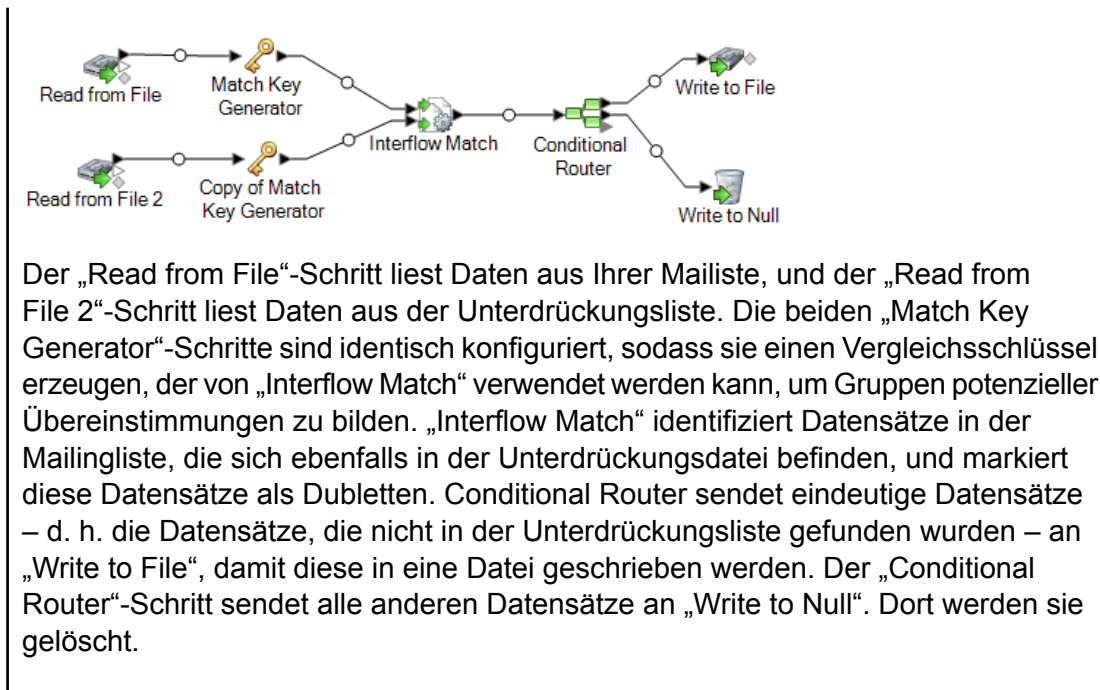 Read from File
Match Key
Generator
Interflow Match
Conditional
Router
Write to File
Read from File 2
Copy of Match
Key Generator
Write to Null
Der „Read from File“-Schritt liest Daten aus Ihrer Mailiste, und der „Read from
File 2“-Schritt liest Daten aus der Unterdrückungsliste. Die beiden „Match Key
Generator“-Schritte sind identisch konfiguriert, sodass sie einen Vergleichsschlüssel
erzeugen, der von „Interflow Match“ verwendet werden kann, um Gruppen potenzieller
Übereinstimmungen zu bilden. „Interflow Match“ identifiziert Datensätze in der
Mailingliste, die sich ebenfalls in der Unterdrückungsdatei befinden, und markiert
diese Datensätze als Dubletten. Conditional Router sendet eindeutige Datensätze
– d. h. die Datensätze, die nicht in der Unterdrückungsliste gefunden wurden – an
„Write to File“, damit diese in eine Datei geschrieben werden. Der „Conditional
Router“-Schritt sendet alle anderen Datensätze an „Write to Null“. Dort werden sie
gelöscht.